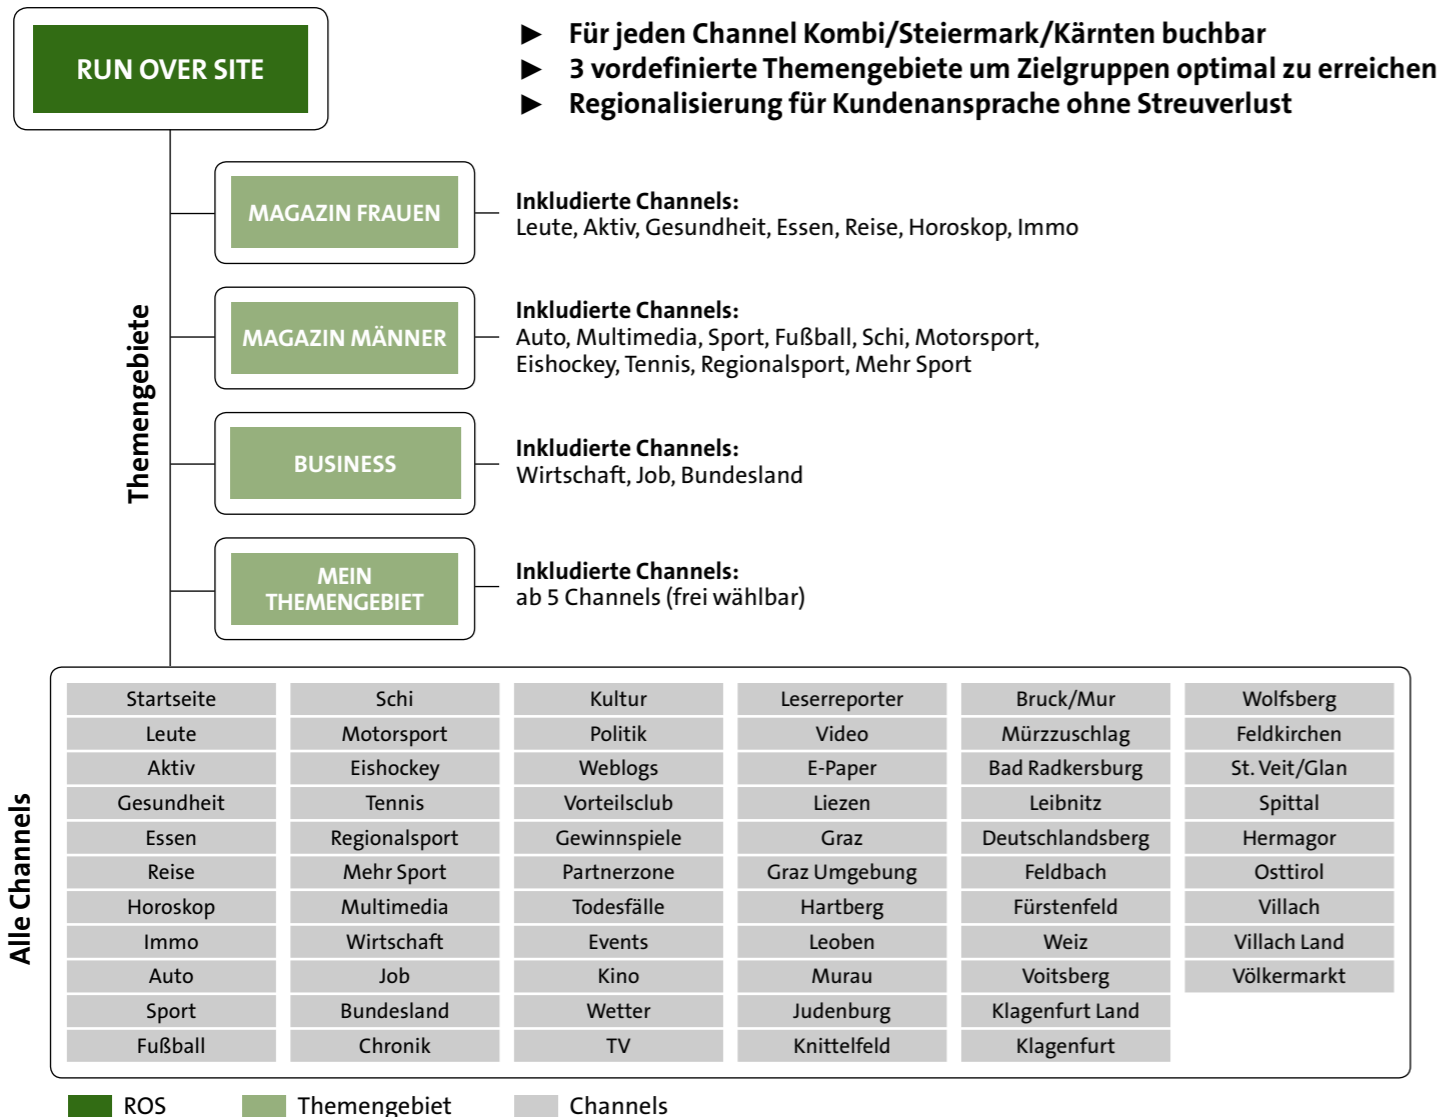 RUN OVER SITE
► Für jeden Channel Kombi/Steiermark/Kärnten buchbar
► 3 vordefinierte Themengebiete um Zielgruppen optimal zu erreichen
► Regionalisierung für Kundenansprache ohne Streuverlust
Themengebiete
MAGAZIN FRAUEN
Inkludierte Channels:
Leute, Aktiv, Gesundheit, Essen, Reise, Horoskop, Immo
MAGAZIN MÄNNER
Inkludierte Channels:
Auto, Multimedia, Sport, Fußball, Schi, Motorsport,
Eishockey, Tennis, Regionalsport, Mehr Sport
BUSINESS
Inkludierte Channels:
Wirtschaft, Job, Bundesland
MEIN
THEMENGEBIET
Inkludierte Channels:
ab 5 Channels (frei wählbar)
Alle Channels
Startseite
Leute
Aktiv
Gesundheit
Essen
Reise
Horoskop
Immo
Auto
Sport
Fußball
Schi
Motorsport
Eishockey
Tennis
Regionalsport
Mehr Sport
Multimedia
Wirtschaft
Job
Bundesland
Chronik
Kultur
Politik
Weblogs
Vorteilsclub
Gewinnspiele
Partnerzone
Todesfälle
Events
Kino
Wetter
TV
Leserreporter
Video
E-Paper
Liezen
Graz
Graz Umgebung
Hartberg
Leoben
Murau
Judenburg
Knittelfeld
Bruck/Mur
Mürzzuschlag
Bad Radkersburg
Leibnitz
Deutschlandsberg
Feldbach
Fürstenfeld
Weiz
Voitsberg
Klagenfurt Land
Klagenfurt
Wolfsberg
Feldkirchen
St. Veit/Glan
Spittal
Hermagor
Osttirol
Villach
Villach Land
Völkermarkt
ROS
Themengebiet
Channels